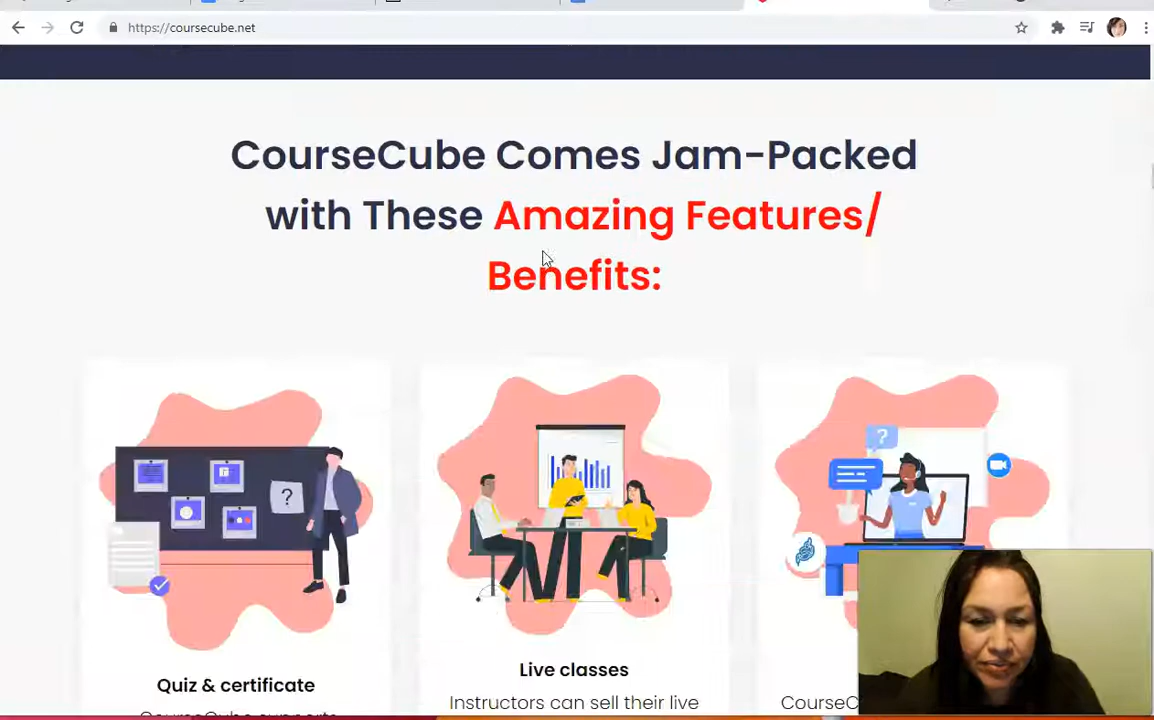 https://coursecube.net
CourseCube Comes Jam-Packed
with These Amazing Features/
Benefits:
?
?
Quiz & certificate
Live classes
Instructors can sell their live